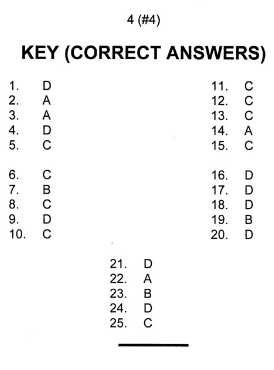 4 (#4)
KEY (CORRECT ANSWERS)
1. D
2. A
3. A
4. D
5. C
6. C
7. B
8. C
9. D
10. C
11. C
12. C
13. C
14. A
15. C
16. D
17. D
18. D
19. B
20. D
21. D
22. A
23. B
24. D
25. C